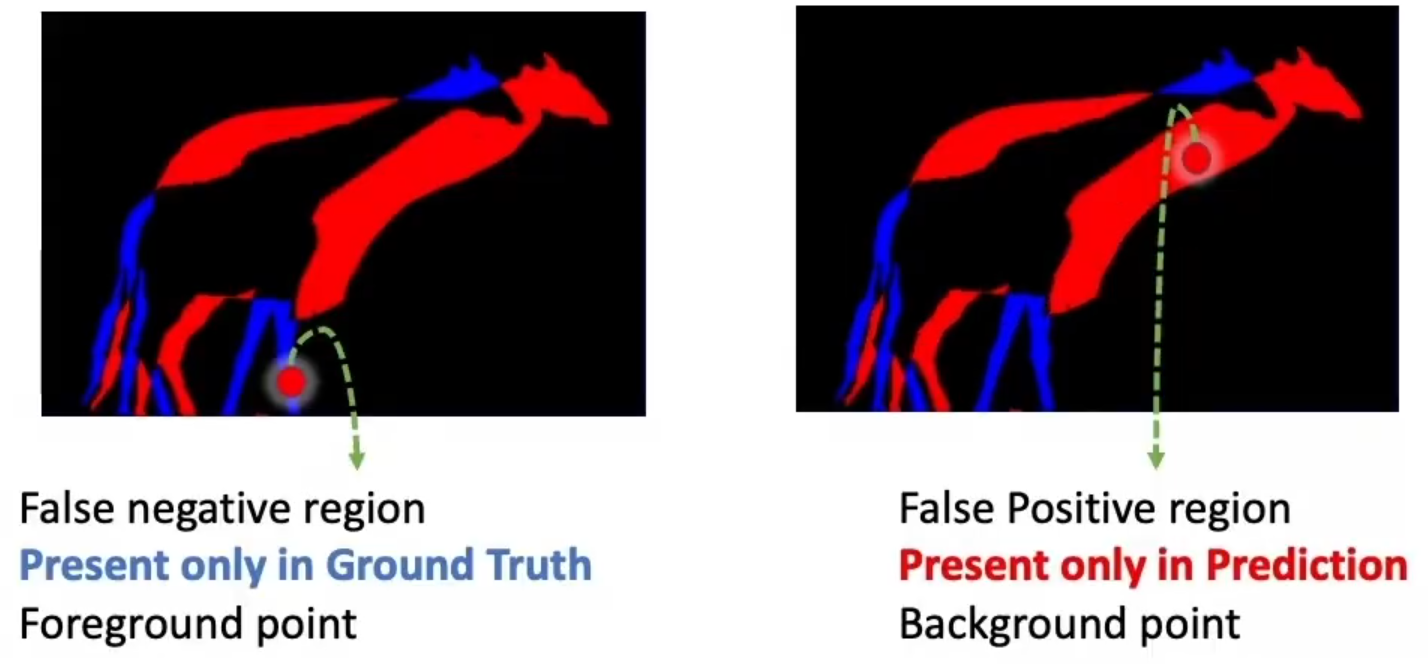 False negative region
Present only in Ground Truth
Foreground point
False Positive region
Present only in Prediction
Background point